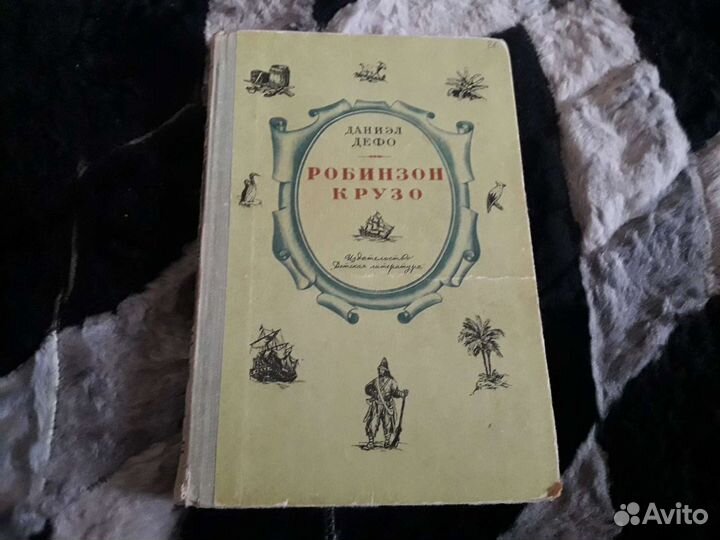 ДАНИЭЛ
ДЕФО
РОБИНЗОН
КРУЗО
Издательство
Детская литература
Avito